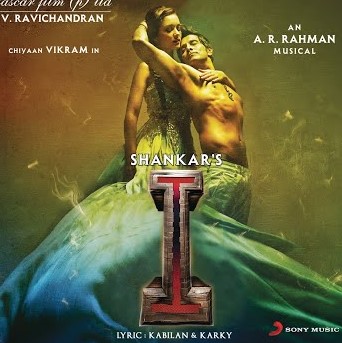 ascar film (p) ltd
V. RAVICHANDRAN
CHIYAAN VIKRAM IN
AN
A. R. RAHMAN
MUSICAL
SHANKAR'S
I
LYRIC : KABILAN & KARKY
SONY MUSIC